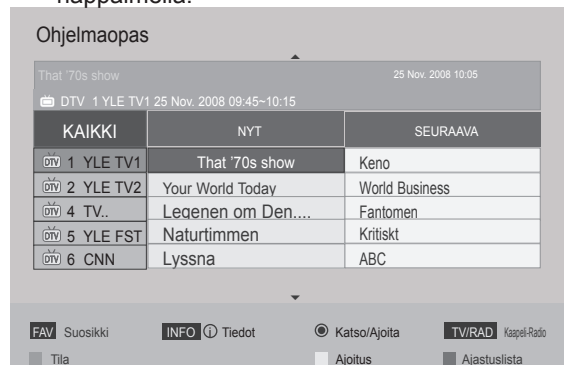 näppäimellä.
Ohjelmaopas
That '70s show 25 Nov. 2008 10:05
DTV 1 YLE TV1 25 Nov. 2008 09:45~10:15
KAIKKI NYT SEURAAVA
DTV 1 YLE TV1 That '70s show Keno
DTV 2 YLE TV2 Your World Today World Business
DTV 4 TV.. Legenen om Den.... Fantomen
DTV 5 YLE FST Naturtimmen Kritiskt
DTV 6 CNN Lyssna ABC
FAV Suosikki INFO i Tiedot Katso/Ajoita TV/RAD Kaapeli-Radio
Tila Ajoitus Ajastuslista